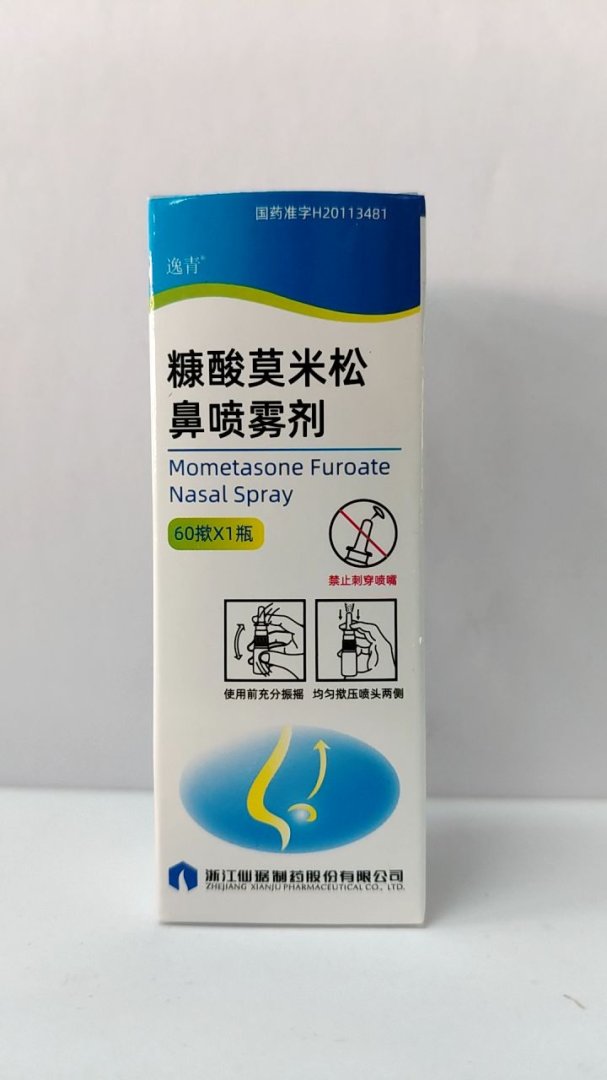 国药准字H20113481
逸青®
糠酸莫米松
鼻喷雾剂
Mometasone Furoate
Nasal Spray
60揿X1瓶
禁止刺穿喷嘴
使用前充分振摇 均匀揿压喷头两侧
浙江仙琚制药股份有限公司
ZHEJIANG XIANJU PHARMACEUTICAL CO., LTD.